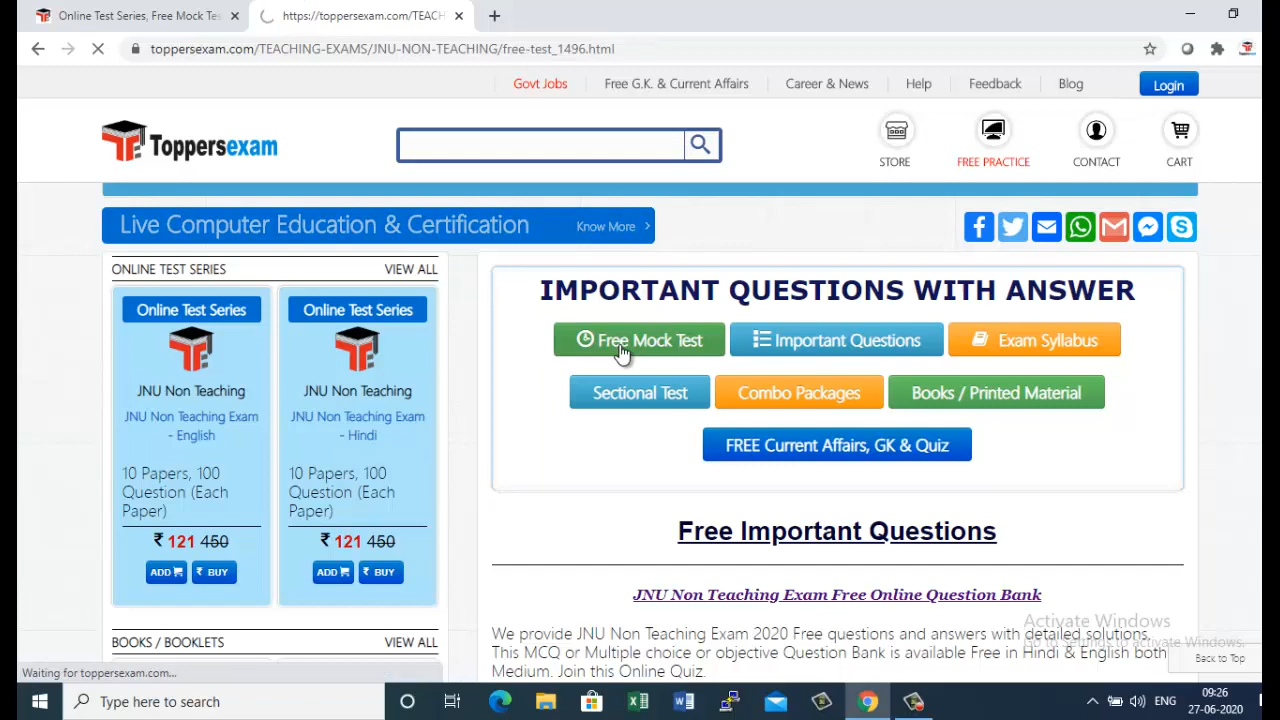 Online Test Series, Free Mock Tes
https://toppersexam.com/TEACH
toppersexam.com/TEACHING-EXAMS/JNU-NON-TEACHING/free-test_1496.html
Govt Jobs Free G.K. & Current Affairs Career & News Help Feedback Blog Login
Toppersexam
STORE FREE PRACTICE CONTACT CART
Live Computer Education & Certification Know More
ONLINE TEST SERIES VIEW ALL
Online Test Series
JNU Non Teaching
JNU Non Teaching Exam
- English
10 Papers, 100
Question (Each
Paper)
₹ 121 450
ADD ₹ BUY
Online Test Series
JNU Non Teaching
JNU Non Teaching Exam
- Hindi
10 Papers, 100
Question (Each
Paper)
₹ 121 450
ADD ₹ BUY
BOOKS / BOOKLETS VIEW ALL
IMPORTANT QUESTIONS WITH ANSWER
Free Mock Test Important Questions Exam Syllabus
Sectional Test Combo Packages Books / Printed Material
FREE Current Affairs, GK & Quiz
Free Important Questions
JNU Non Teaching Exam Free Online Question Bank
We provide JNU Non Teaching Exam 2020 Free questions and answers with detailed solutions.
This MCQ or Multiple choice or objective Question Bank is available Free in Hindi & English both
Medium. Join this Online Quiz.
Activate Windows
Go to Settings to activate Windows.
Back to Top
Waiting for toppersexam.com...
Type here to search
ENG
09:26
27-06-2020